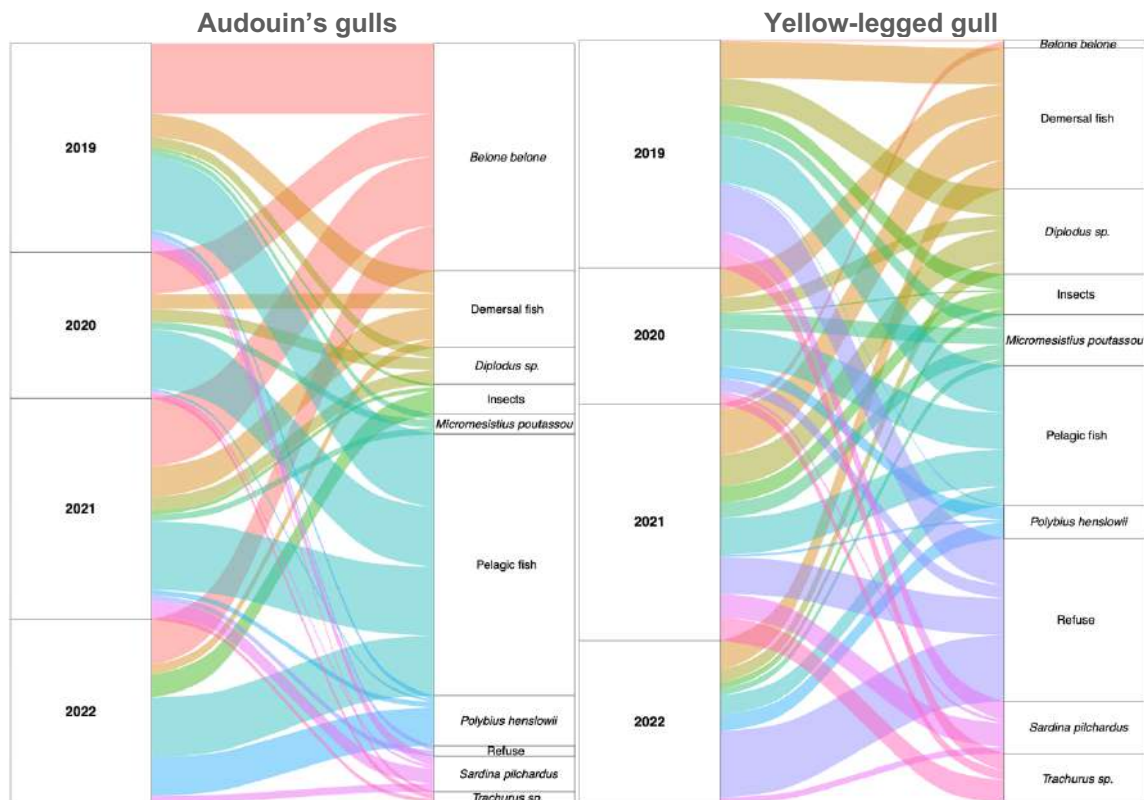 Audouin's gulls
2019
2020
2021
2022
Belone belone
Demersal fish
Diplodus sp.
Insects
Micromesistius poutassou
Pelagic fish
Polybius henslowii
Refuse
Sardina pilchardus
Trachurus sp.
Yellow-legged gull
2019
2020
2021
2022
Belone belone
Demersal fish
Diplodus sp.
Insects
Micromesistius poutassou
Pelagic fish
Polybius henslowii
Refuse
Sardina pilchardus
Trachurus sp.